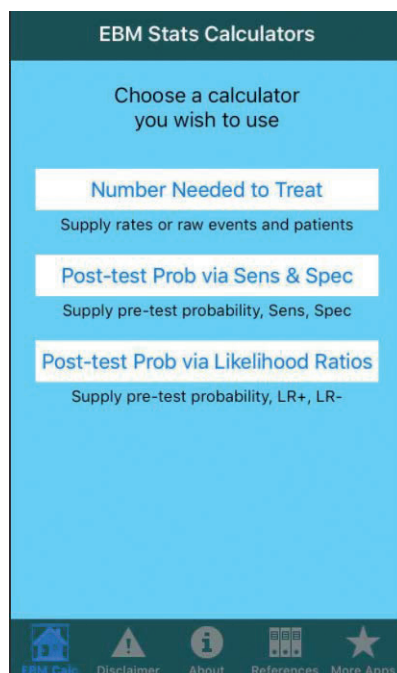 EBM Stats Calculators
Choose a calculator
you wish to use
Number Needed to Treat
Supply rates or raw events and patients
Post-test Prob via Sens & Spec
Supply pre-test probability, Sens, Spec
Post-test Prob via Likelihood Ratios
Supply pre-test probability, LR+, LR-
EBM Calc Disclaimer About References More Apps